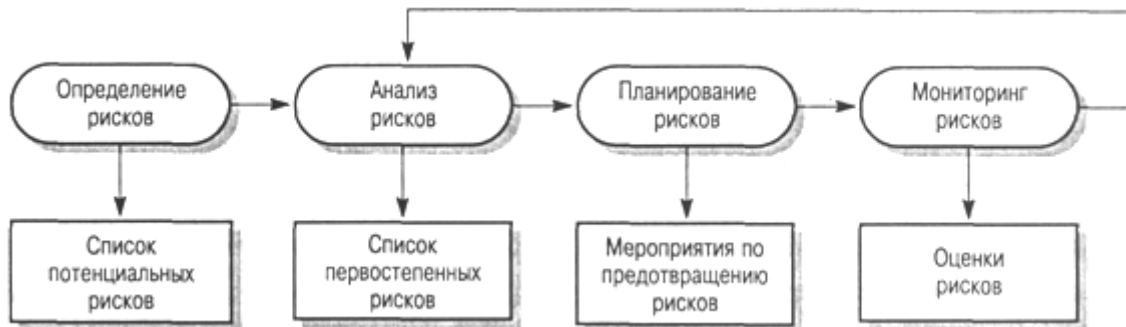 Определение
рисков
Анализ
рисков
Планирование
рисков
Мониторинг
рисков
Список
потенциальных
рисков
Список
первостепенных
рисков
Мероприятия по
предотвращению
рисков
Оценки
рисков